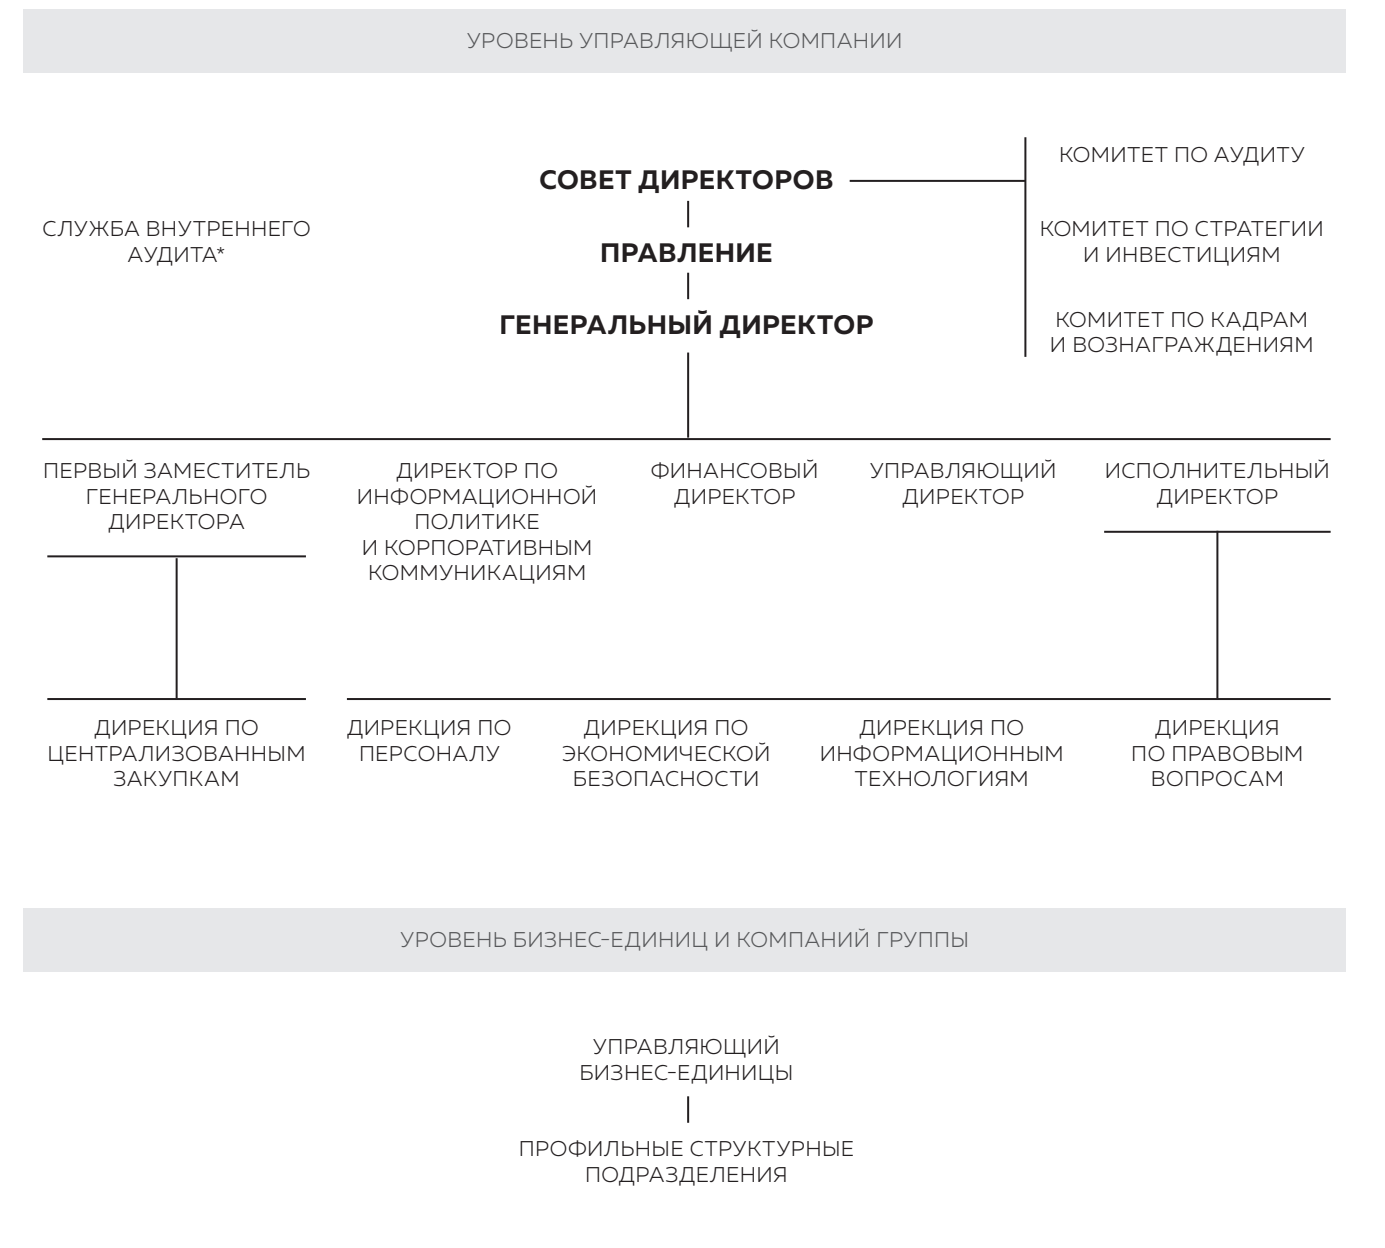 УРОВЕНЬ УПРАВЛЯЮЩЕЙ КОМПАНИИ
СОВЕТ ДИРЕКТОРОВ
ПРАВЛЕНИЕ
ГЕНЕРАЛЬНЫЙ ДИРЕКТОР
КОМИТЕТ ПО АУДИТУ
КОМИТЕТ ПО СТРАТЕГИИ
И ИНВЕСТИЦИЯМ
КОМИТЕТ ПО КАДРАМ
И ВОЗНАГРАЖДЕНИЯМ
СЛУЖБА ВНУТРЕННЕГО
АУДИТА*
ПЕРВЫЙ ЗАМЕСТИТЕЛЬ
ГЕНЕРАЛЬНОГО
ДИРЕКТОРА
ДИРЕКТОР ПО
ИНФОРМАЦИОННОЙ
ПОЛИТИКЕ
И КОРПОРАТИВНЫМ
КОММУНИКАЦИЯМ
ФИНАНСОВЫЙ
ДИРЕКТОР
УПРАВЛЯЮЩИЙ
ДИРЕКТОР
ИСПОЛНИТЕЛЬНЫЙ
ДИРЕКТОР
ДИРЕКЦИЯ ПО
ЦЕНТРАЛИЗОВАННЫМ
ЗАКУПКАМ
ДИРЕКЦИЯ ПО
ПЕРСОНАЛУ
ДИРЕКЦИЯ ПО
ЭКОНОМИЧЕСКОЙ
БЕЗОПАСНОСТИ
ДИРЕКЦИЯ ПО
ИНФОРМАЦИОННЫМ
ТЕХНОЛОГИЯМ
ДИРЕКЦИЯ
ПО ПРАВОВЫМ
ВОПРОСАМ
УРОВЕНЬ БИЗНЕС-ЕДИНИЦ И КОМПАНИЙ ГРУППЫ
УПРАВЛЯЮЩИЙ
БИЗНЕС-ЕДИНИЦЫ
ПРОФИЛЬНЫЕ СТРУКТУРНЫЕ
ПОДРАЗДЕЛЕНИЯ